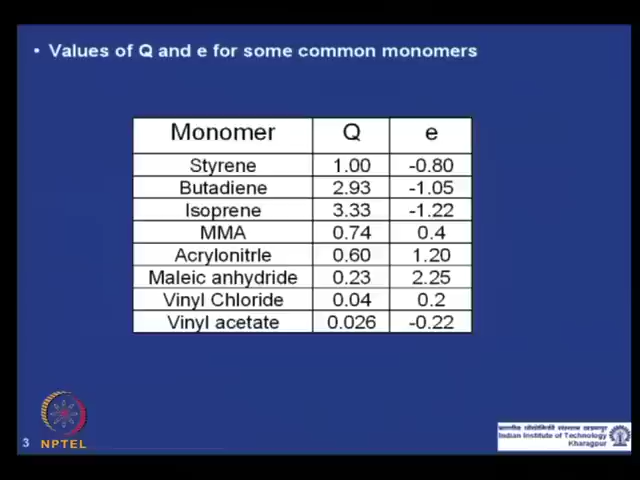 • Values of Q and e for some common monomers
Monomer Q e
Styrene 1.00 -0.80
Butadiene 2.93 -1.05
Isoprene 3.33 -1.22
MMA 0.74 0.4
Acrylonitrle 0.60 1.20
Maleic anhydride 0.23 2.25
Vinyl Chloride 0.04 0.2
Vinyl acetate 0.026 -0.22
3 NPTEL
Indian Institute of Technology
Kharagpur